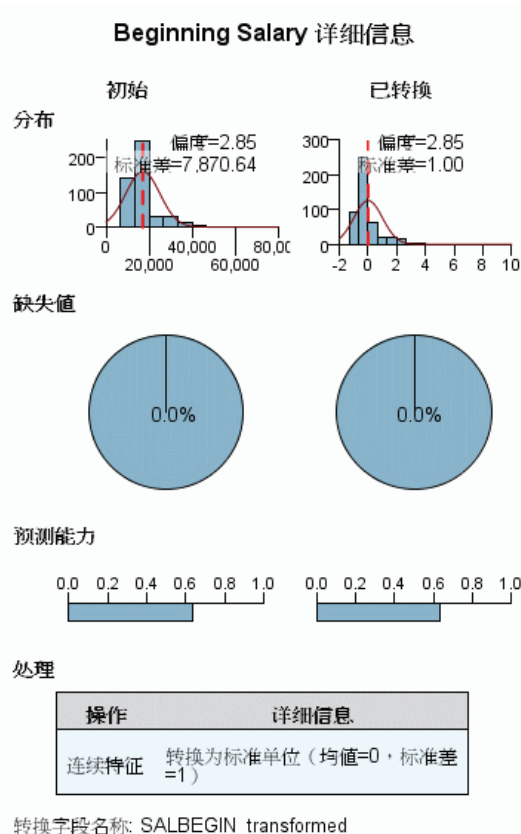 Beginning Salary 详细信息
初始
已转换
分布
偏度=2.85
标准差=7,870.64
200
100
0
0 40,000 80,0
20,000 60,000
偏度=2.85
标准差=1.00
300
200
100
0
-2 0 2 4 6 8 10
缺失值
0.0%
0.0%
预测能力
0.0 0.2 0.4 0.6 0.8 1.0
0.0 0.2 0.4 0.6 0.8 1.0
处理
操作 详细信息
连续特征 转换为标准单位（均值=0，标准差
=1）
转换字段名称: SALBEGIN_transformed